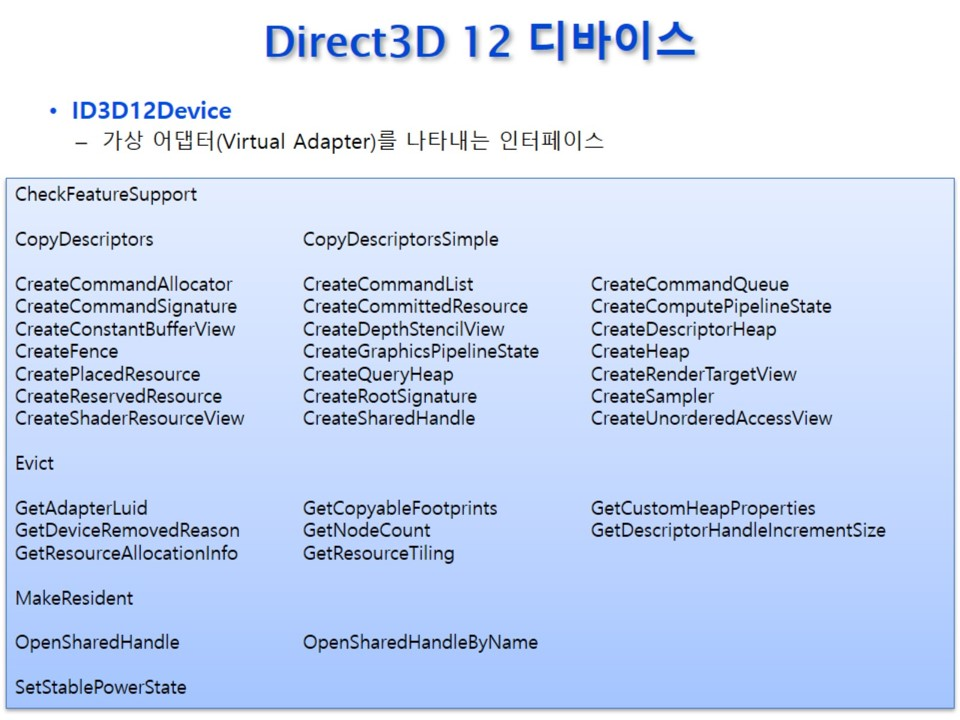 Direct3D 12 디바이스
• ID3D12Device
– 가상 어댑터(Virtual Adapter)를 나타내는 인터페이스
CheckFeatureSupport
CopyDescriptors CopyDescriptorsSimple
CreateCommandAllocator CreateCommandList CreateCommandQueue
CreateCommandSignature CreateCommittedResource CreateComputePipelineState
CreateConstantBufferView CreateDepthStencilView CreateDescriptorHeap
CreateFence CreateGraphicsPipelineState CreateHeap
CreatePlacedResource CreateQueryHeap CreateRenderTargetView
CreateReservedResource CreateRootSignature CreateSampler
CreateShaderResourceView CreateSharedHandle CreateUnorderedAccessView
Evict
GetAdapterLuid GetCopyableFootprints GetCustomHeapProperties
GetDeviceRemovedReason GetNodeCount GetDescriptorHandleIncrementSize
GetResourceAllocationInfo GetResourceTiling
MakeResident
OpenSharedHandle OpenSharedHandleByName
SetStablePowerState